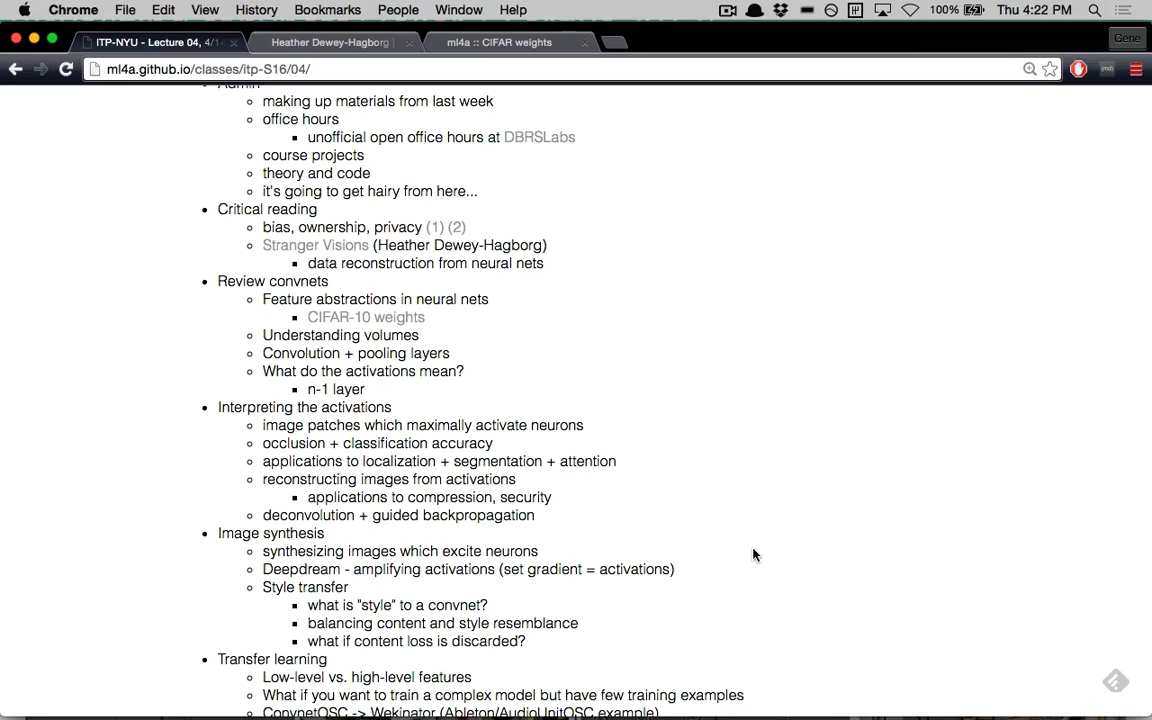 Chrome File Edit View History Bookmarks People Window Help 100% Thu 4:22 PM
ITP-NYU - Lecture 04, 4/1 Heather Dewey-Hagborg | ml4a :: CIFAR weights Gene
ml4a.github.io/classes/itp-S16/04/
Admin
making up materials from last week
office hours
unofficial open office hours at DBRSLabs
course projects
theory and code
it's going to get hairy from here...
Critical reading
bias, ownership, privacy (1) (2)
Stranger Visions (Heather Dewey-Hagborg)
data reconstruction from neural nets
Review convnets
Feature abstractions in neural nets
CIFAR-10 weights
Understanding volumes
Convolution + pooling layers
What do the activations mean?
n-1 layer
Interpreting the activations
image patches which maximally activate neurons
occlusion + classification accuracy
applications to localization + segmentation + attention
reconstructing images from activations
applications to compression, security
deconvolution + guided backpropagation
Image synthesis
synthesizing images which excite neurons
Deepdream - amplifying activations (set gradient = activations)
Style transfer
what is "style" to a convnet?
balancing content and style resemblance
what if content loss is discarded?
Transfer learning
Low-level vs. high-level features
What if you want to train a complex model but have few training examples
ConvnetOSC -> Wekinator (Ableton/AudioUnitOSC example)